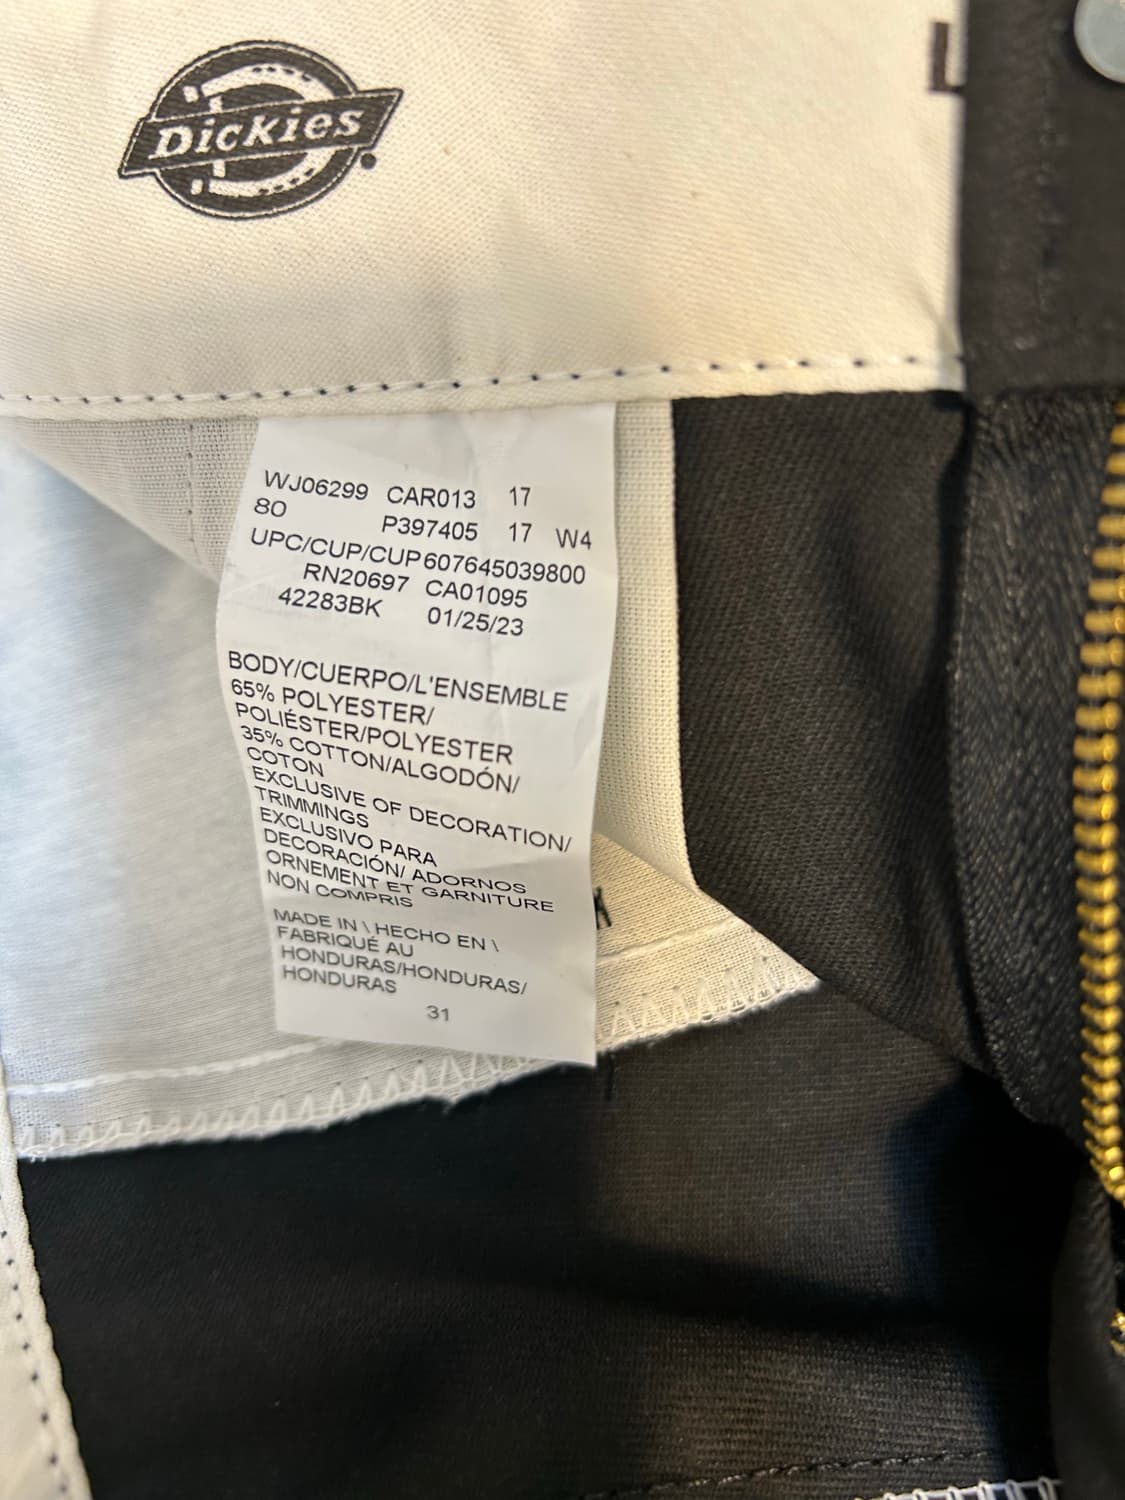 Dickies
WJ06299 CAR013 17
80 P397405 17 W4
UPC/CUP/CUP607645039800
RN20697 CA01095
42283BK 01/25/23
BODY/CUERPO/L'ENSEMBLE
65% POLYESTER/
POLIÉSTER/POLYESTER
35% COTTON/ALGODÓN/
COTON
EXCLUSIVE OF DECORATION/
TRIMMINGS
EXCLUSIVO PARA
DECORACIÓN/ ADORNOS
ORNEMENT ET GARNITURE
NON COMPRIS
MADE IN \ HECHO EN \
FABRIQUÉ AU
HONDURAS/HONDURAS/
HONDURAS
31